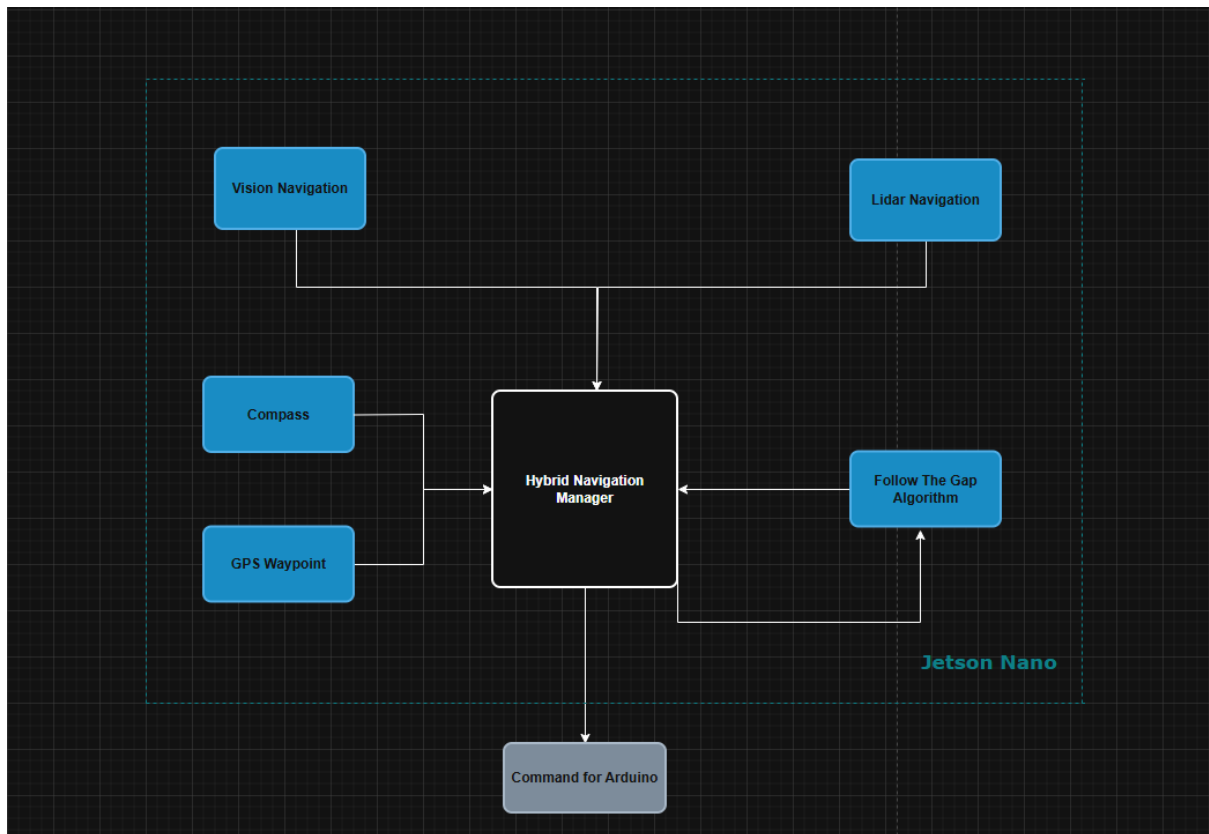 Vision Navigation
Lidar Navigation
Compass
Hybrid Navigation
Manager
Follow The Gap
Algorithm
GPS Waypoint
Jetson Nano
Command for Arduino